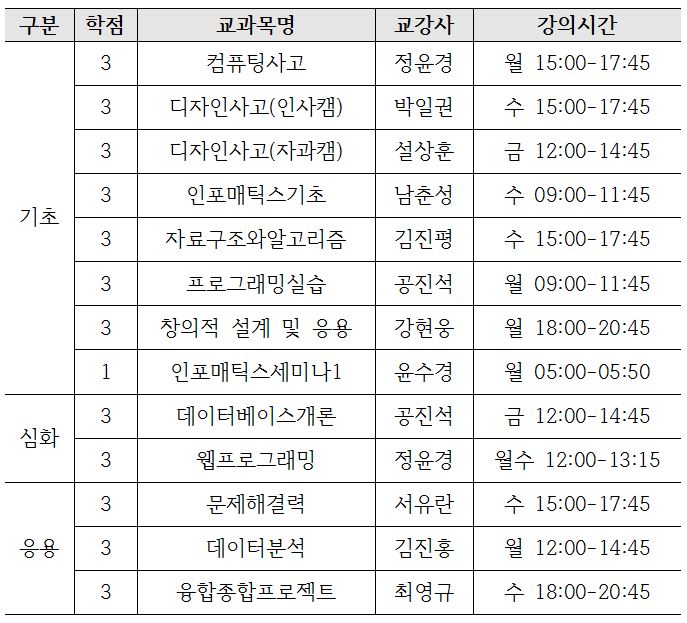 구분 학점 교과목명 교강사 강의시간
기초
3 컴퓨팅사고 정윤경 월 15:00-17:45
3 디자인사고(인사캠) 박일권 수 15:00-17:45
3 디자인사고(자과캠) 설상훈 금 12:00-14:45
3 인포매틱스기초 남춘성 수 09:00-11:45
3 자료구조와알고리즘 김진평 수 15:00-17:45
3 프로그래밍실습 공진석 월 09:00-11:45
3 창의적 설계 및 응용 강현웅 월 18:00-20:45
1 인포매틱스세미나1 윤수경 월 05:00-05:50
심화
3 데이터베이스개론 공진석 금 12:00-14:45
3 웹프로그래밍 정윤경 월수 12:00-13:15
응용
3 문제해결력 서유란 수 15:00-17:45
3 데이터분석 김진홍 월 12:00-14:45
3 융합종합프로젝트 최영규 수 18:00-20:45